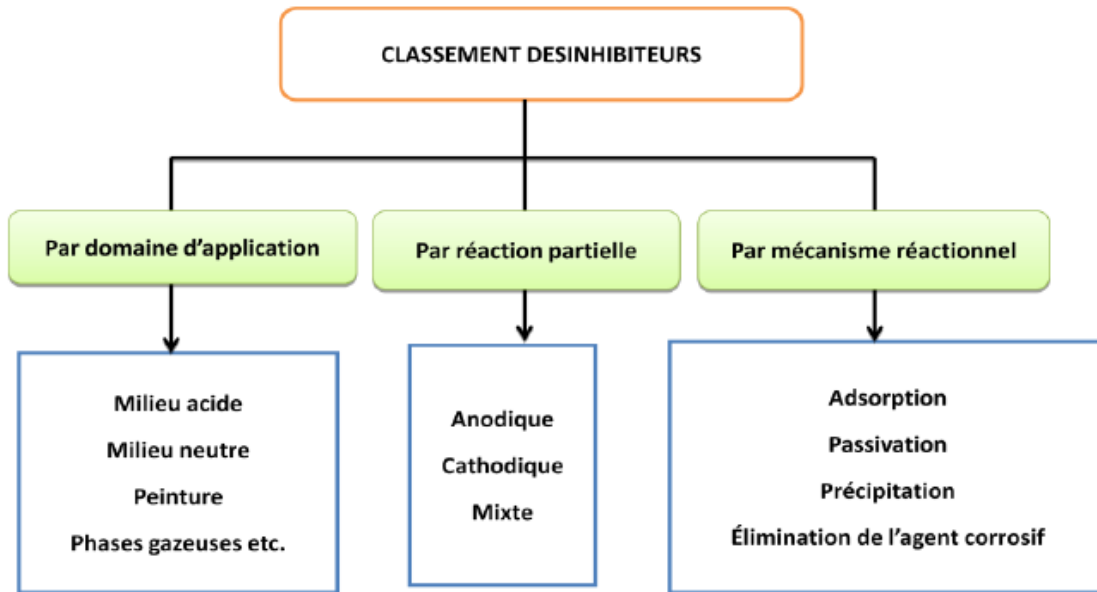 CLASSEMENT DESINHIBITEURS
Par domaine d’application
Par réaction partielle
Par mécanisme réactionnel
Milieu acide
Milieu neutre
Peinture
Phases gazeuses etc.
Anodique
Cathodique
Mixte
Adsorption
Passivation
Précipitation
Élimination de l’agent corrosif